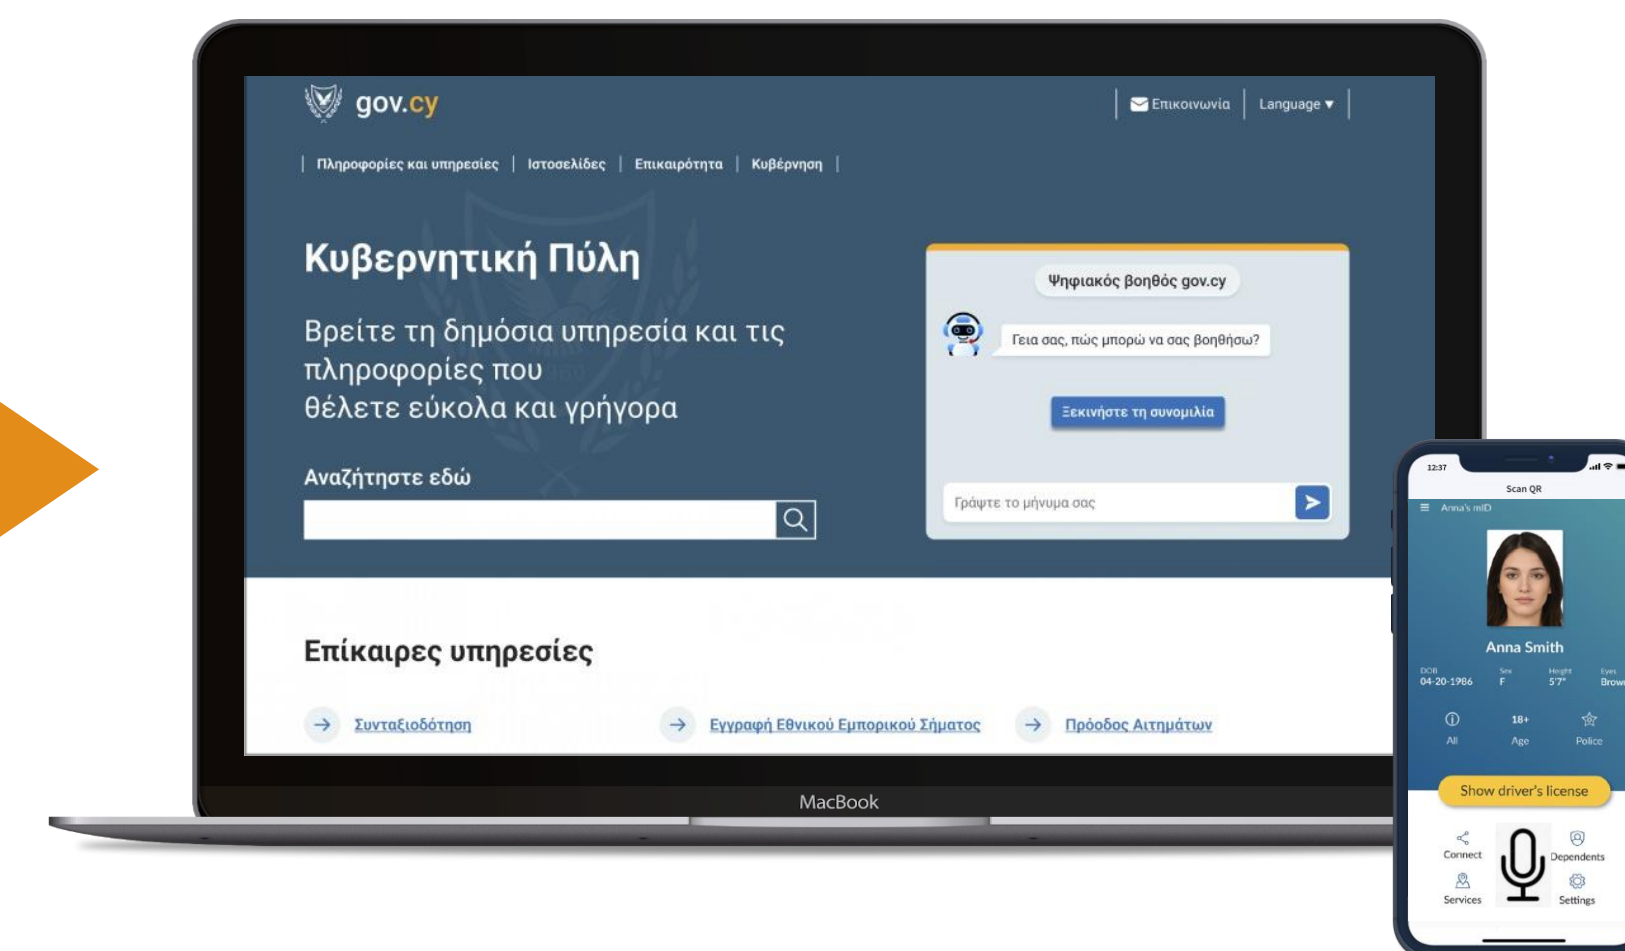 gov.cy
Επικοινωνία
Language
Πληροφορίες και υπηρεσίες
Ιστοσελίδες
Επικαιρότητα
Κυβέρνηση
Κυβερνητική Πύλη
Βρείτε τη δημόσια υπηρεσία και τις
πληροφορίες που
θέλετε εύκολα και γρήγορα
Αναζήτηστε εδώ
Ψηφιακός βοηθός gov.cy
Γεια σας, πώς μπορώ να σας βοηθήσω?
Ξεκινήστε τη συνομιλία
Γράψτε το μήνυμα σας
Επίκαιρες υπηρεσίες
Συνταξιοδότηση
Εγγραφή Εθνικού Εμπορικού Σήματος
Πρόοδος Αιτημάτων
MacBook
12:37
Scan QR
Anna's mID
Anna Smith
DOB Sex Height Eyes
04-20-1986 F 5'7" Brown
18+
All Age Police
Show driver's license
Connect Dependents
Services Settings